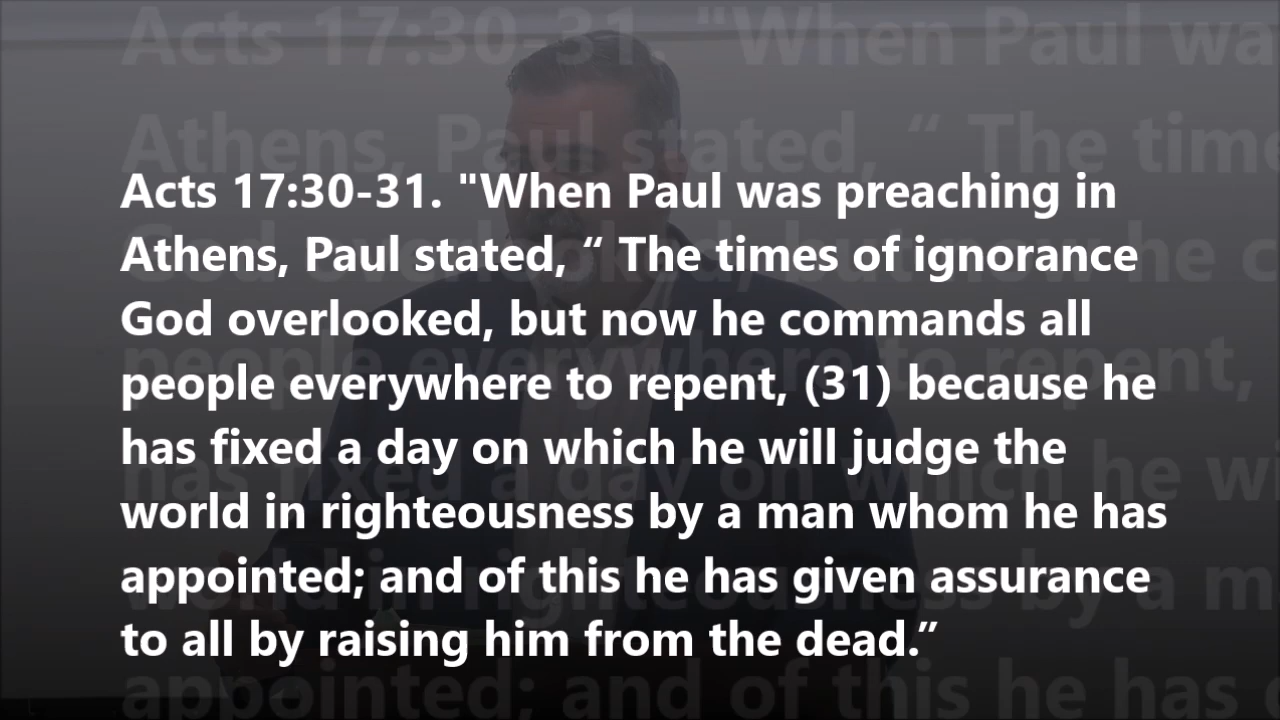 Acts 17:30-31. "When Paul was preaching in
Athens, Paul stated, “ The times of ignorance
God overlooked, but now he commands all
people everywhere to repent, (31) because he
has fixed a day on which he will judge the
world in righteousness by a man whom he has
appointed; and of this he has given assurance
to all by raising him from the dead.”